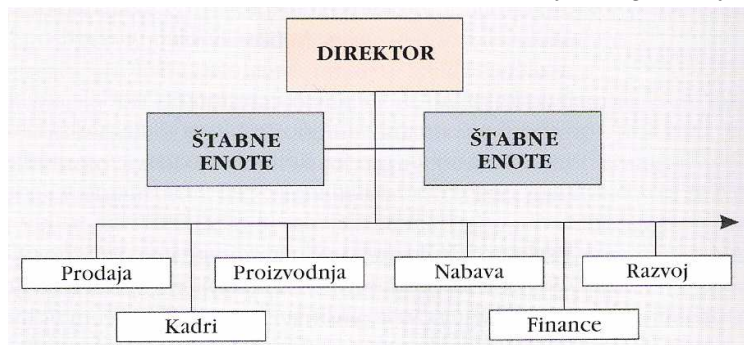 DIREKTOR
ŠTABNE
ENOTE
ŠTABNE
ENOTE
Prodaja
Proizvodnja
Nabava
Razvoj
Kadri
Finance